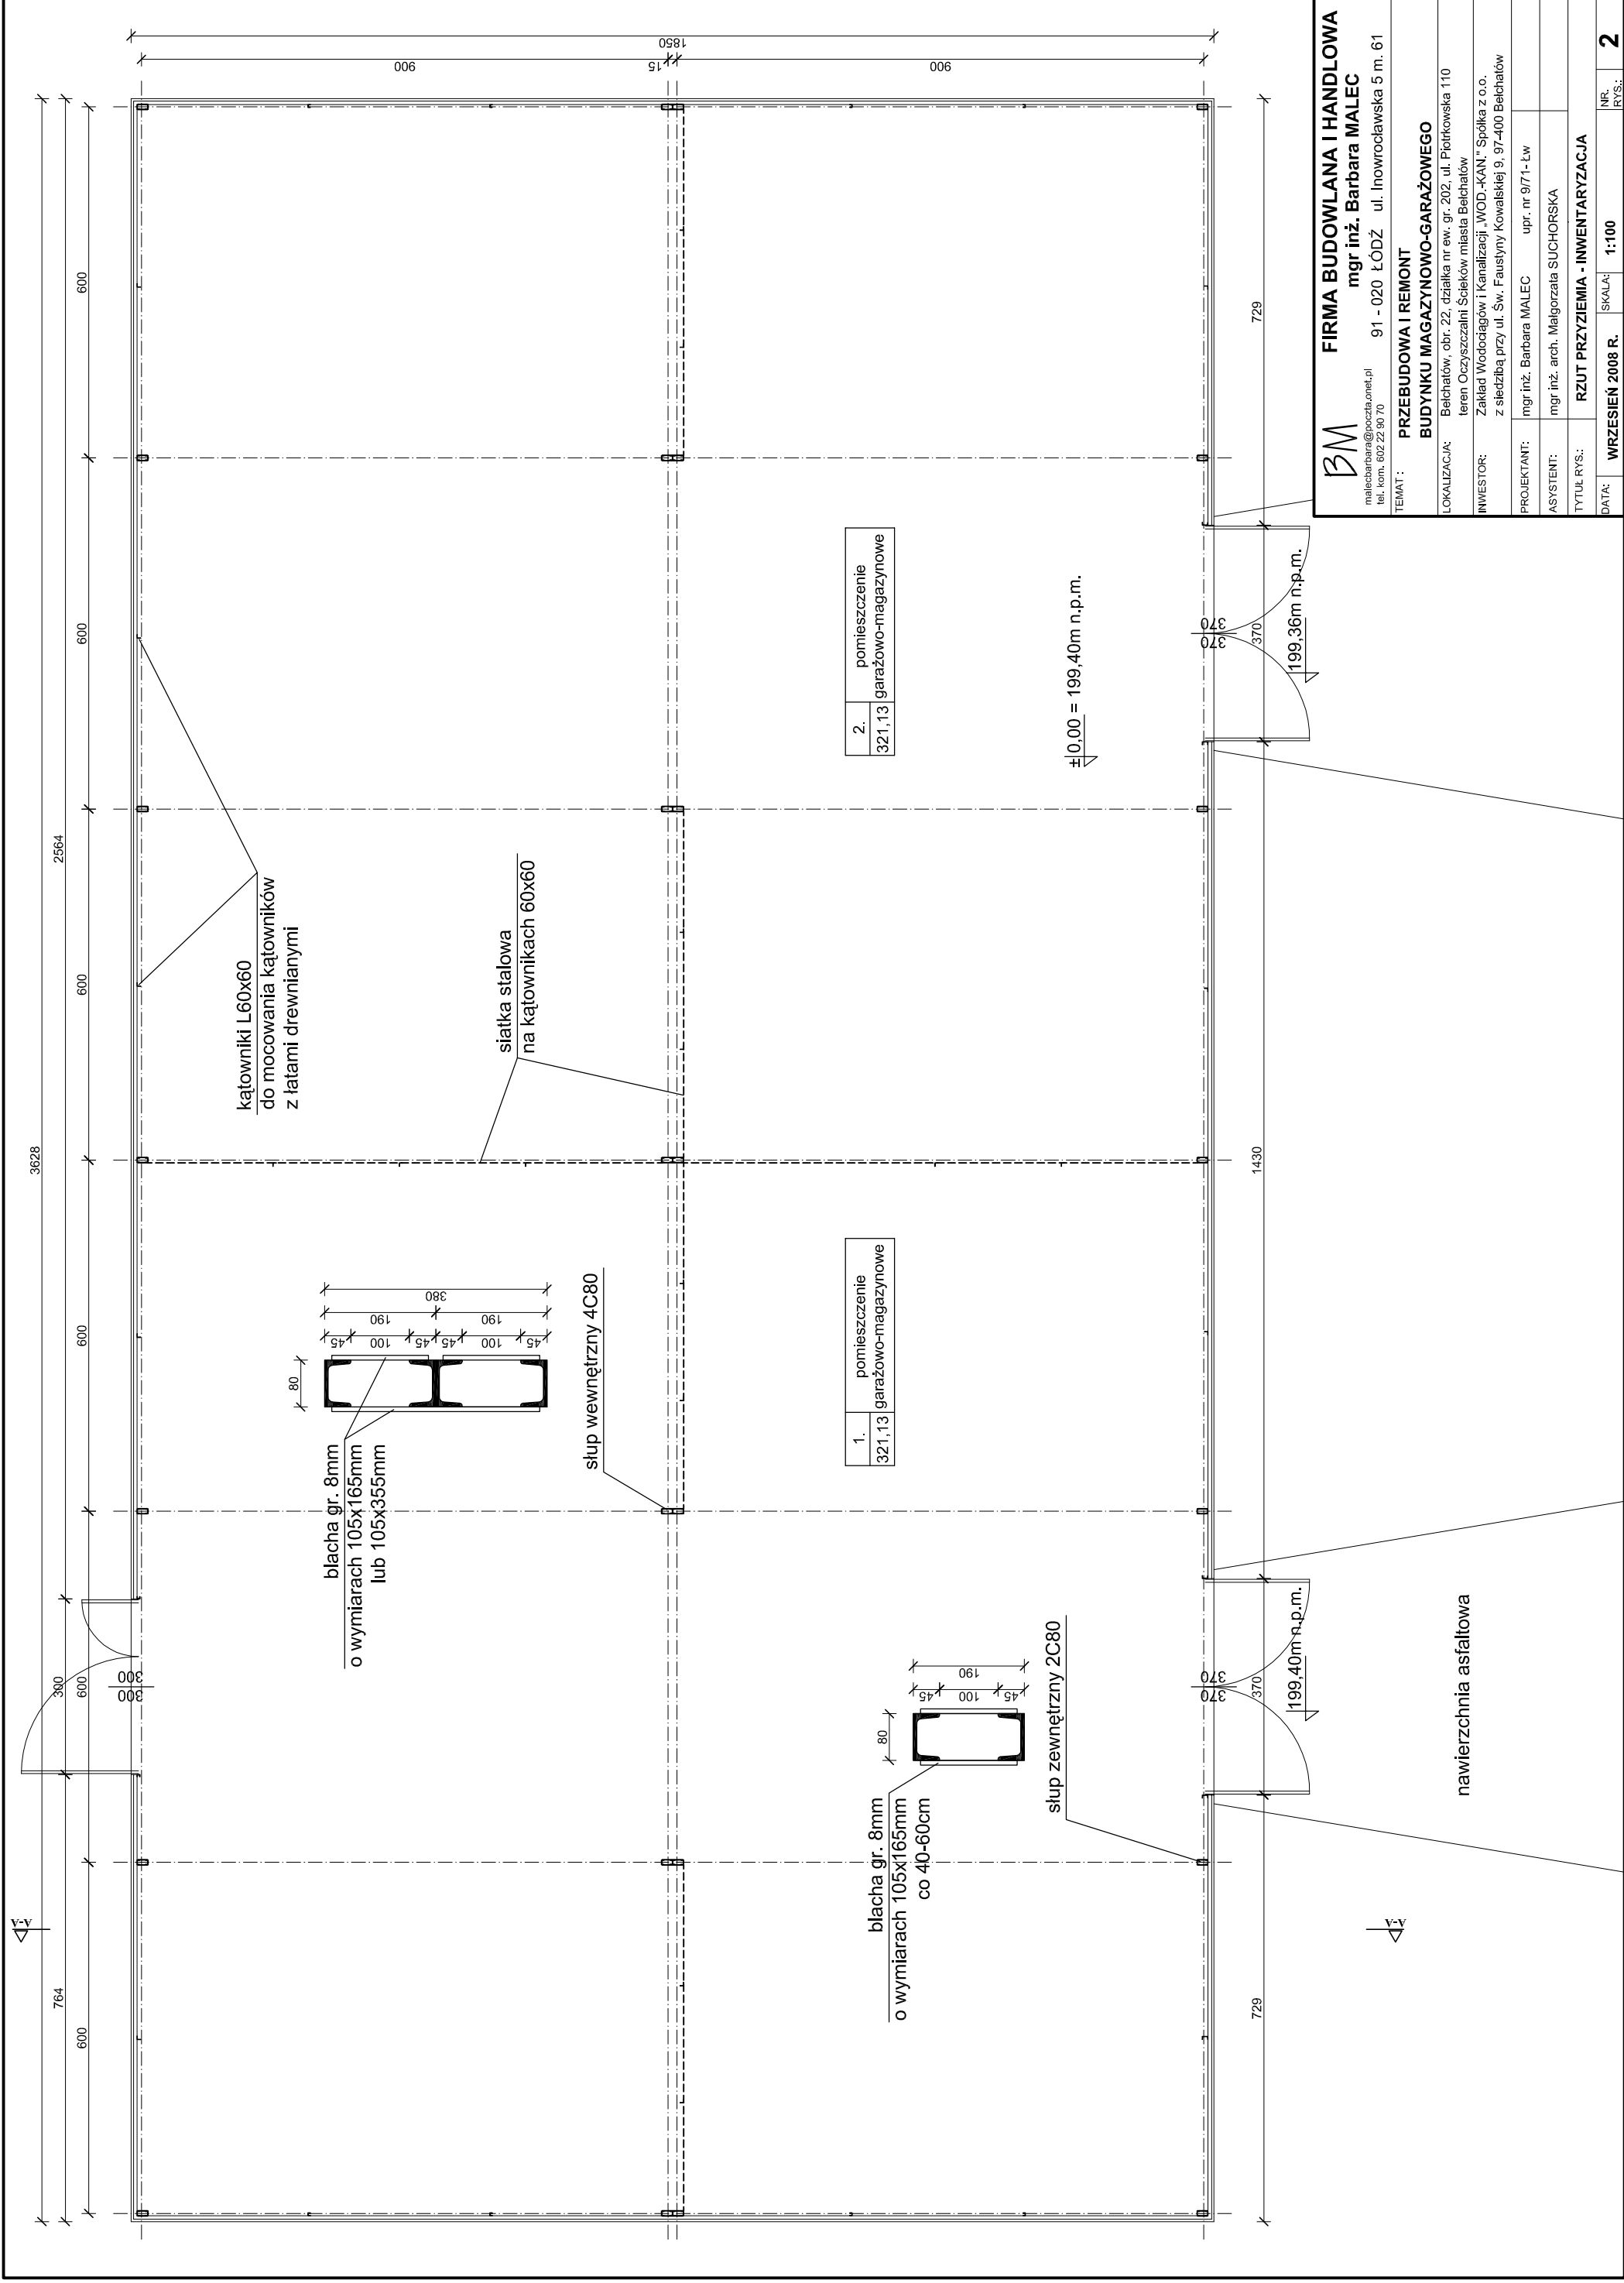 3628
764
300
2564
600
600
600
600
600
600
300
300
A-A
kątowniki L60x60
do mocowania kątowników
z łatami drewnianymi
blacha gr. 8mm
o wymiarach 105x165mm
lub 105x355mm
80
45
100
45
45
100
45
190
190
380
siatka stalowa
na kątownikach 60x60
słup wewnętrzny 4C80
900
15
900
1850
1.
pomieszczenie
321,13
garażowo-magazynowe
2.
pomieszczenie
321,13
garażowo-magazynowe
blacha gr. 8mm
o wymiarach 105x165mm
co 40-60cm
80
45
100
45
190
słup zewnętrzny 2C80
±0,00 = 199,40m n.p.m.
370
370
370
370
729
370
1430
370
729
199,40m n.p.m.
199,36m n.p.m.
A-A
nawierzchnia asfaltowa
BM
FIRMA BUDOWLANA I HANDLOWA
mgr inż. Barbara MALEC
malecbarbara@poczta.onet.pl
tel. kom. 602 22 90 70
91 - 020 ŁÓDŹ ul. Inowrocławska 5 m. 61
TEMAT :
PRZEBUDOWA I REMONT
BUDYNKU MAGAZYNOWO-GARAŻOWEGO
LOKALIZACJA:
Bełchatów, obr. 22, działka nr ew. gr. 202, ul. Piotrkowska 110
teren Oczyszczalni Ścieków miasta Bełchatów
INWESTOR:
Zakład Wodociągów i Kanalizacji „WOD.-KAN." Spółka z o.o.
z siedzibą przy ul. Św. Faustyny Kowalskiej 9, 97-400 Bełchatów
PROJEKTANT:
mgr inż. Barbara MALEC upr. nr 9/71- Łw
ASYSTENT:
mgr inż. arch. Małgorzata SUCHORSKA
TYTUŁ RYS.:
RZUT PRZYZIEMIA - INWENTARYZACJA
DATA:
WRZESIEŃ 2008 R.
SKALA:
1:100
NR.
RYS.:
2